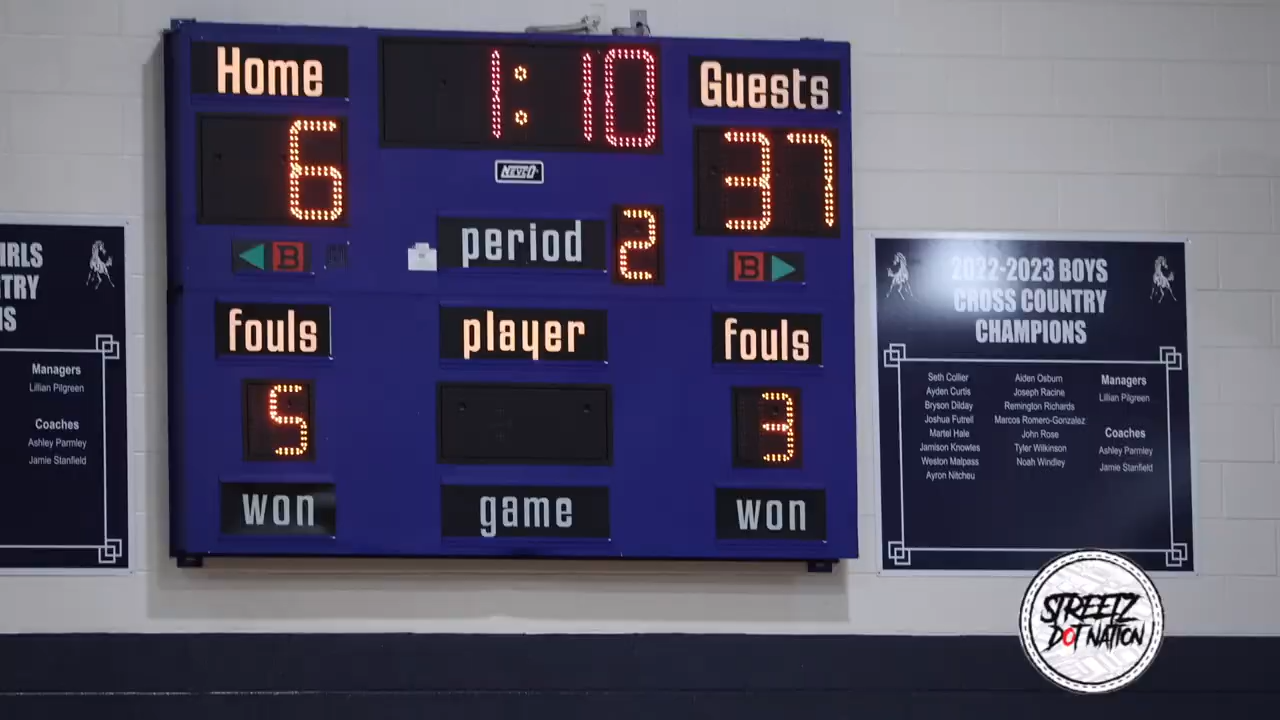 Home
1:10
Guests
6
37
NEVCO
period
2
B
B
fouls
player
fouls
5
3
won
game
won
IRLS
TRY
S
Managers
Lillian Pilgreen
Coaches
Ashley Parmley
Jamie Stanfield
2022-2023 BOYS
CROSS COUNTRY
CHAMPIONS
Seth Collier
Ayden Curtis
Bryson Dilday
Joshua Futrell
Martel Hale
Jamison Knowles
Weston Malpass
Ayron Nitcheu
Aiden Osburn
Joseph Racine
Remington Richards
Marcos Romero-Gonzalez
John Rose
Tyler Wilkinson
Noah Windley
Managers
Lillian Pilgreen
Coaches
Ashley Parmley
Jamie Stanfield
STREETZ
DOT NATION